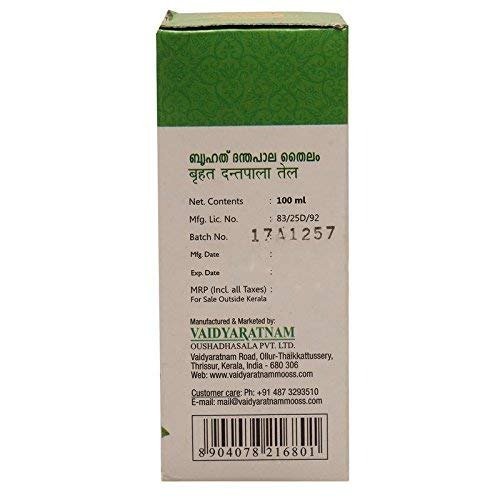 ബൃഹത് ദന്തപാല തൈലം
बृहत दन्तपाला तेल
Net. Contents : 100 ml
Mfg. Lic. No. : 83/25D/92
Batch No. : 17A1257
Mfg. Date :
Exp. Date :
MRP (Incl. all Taxes) :
For Sale Outside Kerala
Manufactured & Marketed by:
VAIDYARATNAM
OUSHADHASALA PVT. LTD.
Vaidyaratnam Road, Ollur-Thaikkattussery,
Thrissur, Kerala, India - 680 306
Web: www.vaidyaratnammooss.com
Customer care: Ph: +91 487 3293510
E-mail: mail@vaidyaratnammooss.com
8904078216801